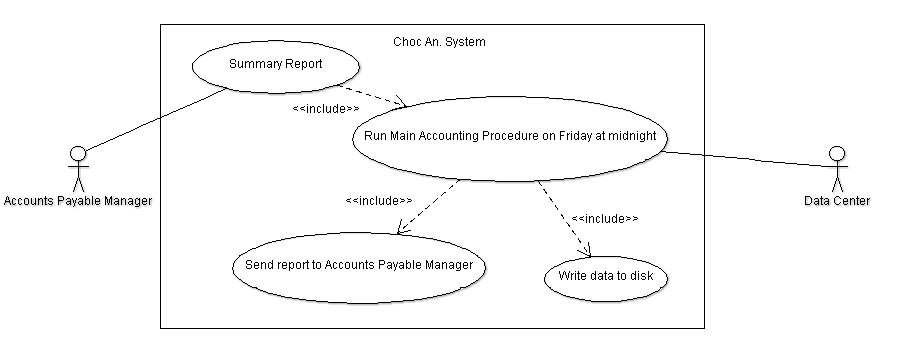 Choc An. System
Summary Report
<<include>>
Run Main Accounting Procedure on Friday at midnight
Accounts Payable Manager
Data Center
<<include>>
<<include>>
Send report to Accounts Payable Manager
Write data to disk